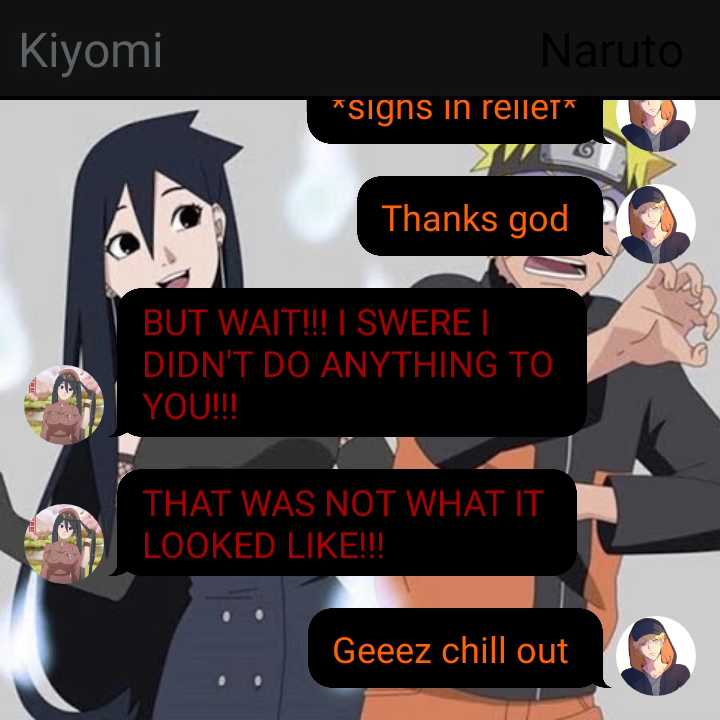 Kiyomi
Naruto
*signs in relief*
Thanks god
BUT WAIT!!! I SWERE I
DIDN'T DO ANYTHING TO
YOU!!!
THAT WAS NOT WHAT IT
LOOKED LIKE!!!
Geeez chill out